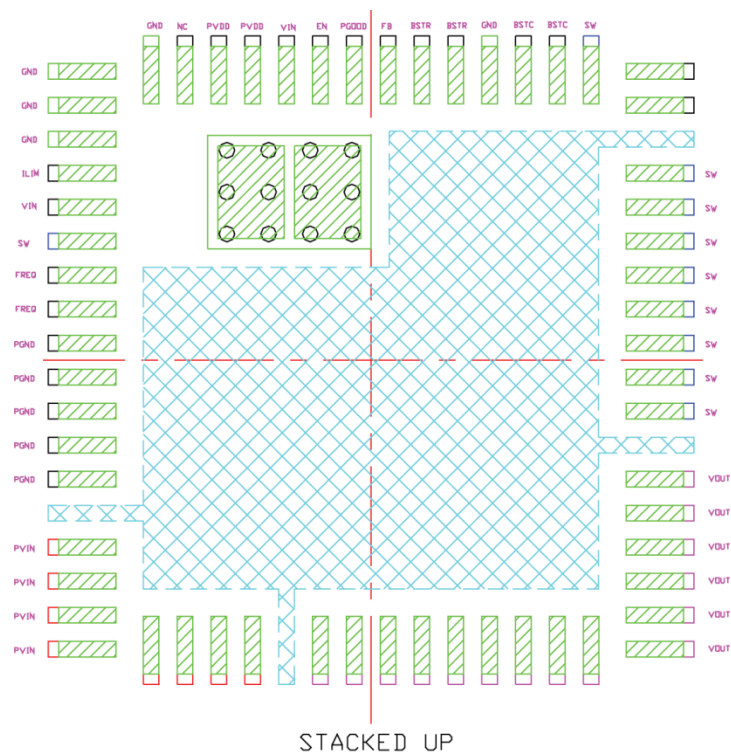 GND NC PVDD PVDD VIN EN PGOOD FB BSTR BSTR GND BSTC BSTC SW
GND
GND
GND
ILIM SW
VIN SW
SW SW
FREQ SW
FREQ SW
PGND SW
PGND SW
PGND SW
PGND
PGND VOUT
VOUT
PVIN VOUT
PVIN VOUT
PVIN VOUT
PVIN VOUT
STACKED UP